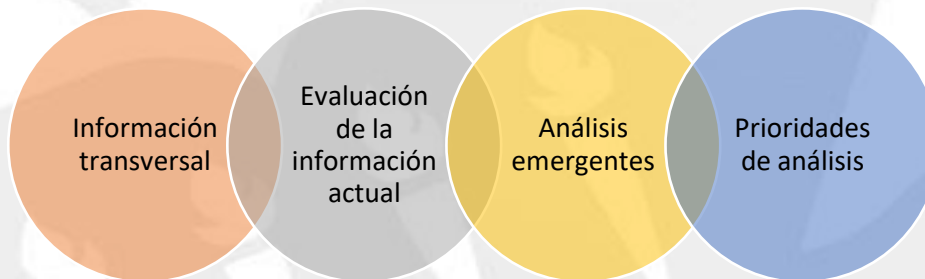 Información
transversal
Evaluación
de la
información
actual
Análisis
emergentes
Prioridades
de análisis